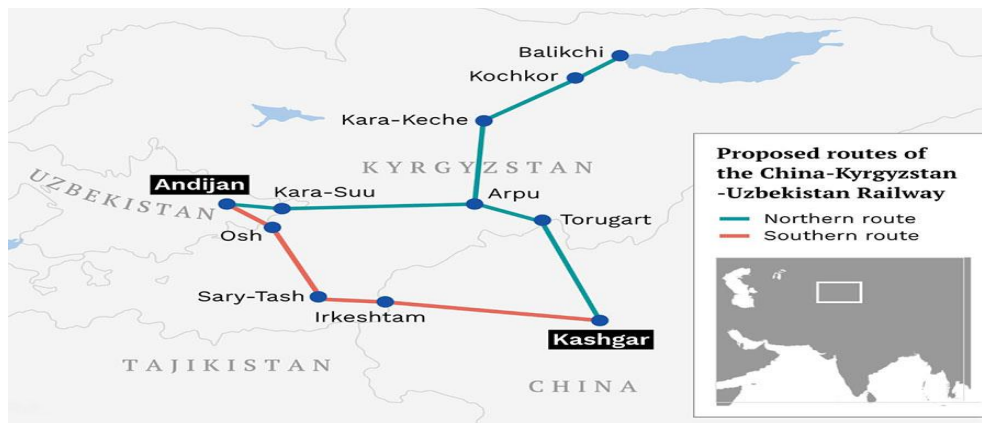 Balikchi
Kochkor
Kara-Keche
KYRGYZSTAN
UZBEKISTAN
Andijan
Kara-Suu
Arpu
Torugart
Osh
Sary-Tash
Irkeshtam
Kashgar
TAJIKISTAN
CHINA
Proposed routes of
the China-Kyrgyzstan
-Uzbekistan Railway
Northern route
Southern route